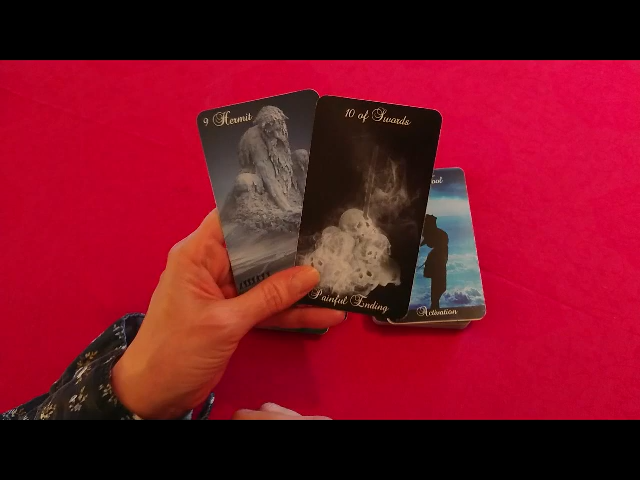 9 Hermit
10 of Swords
Painful Ending
Activation